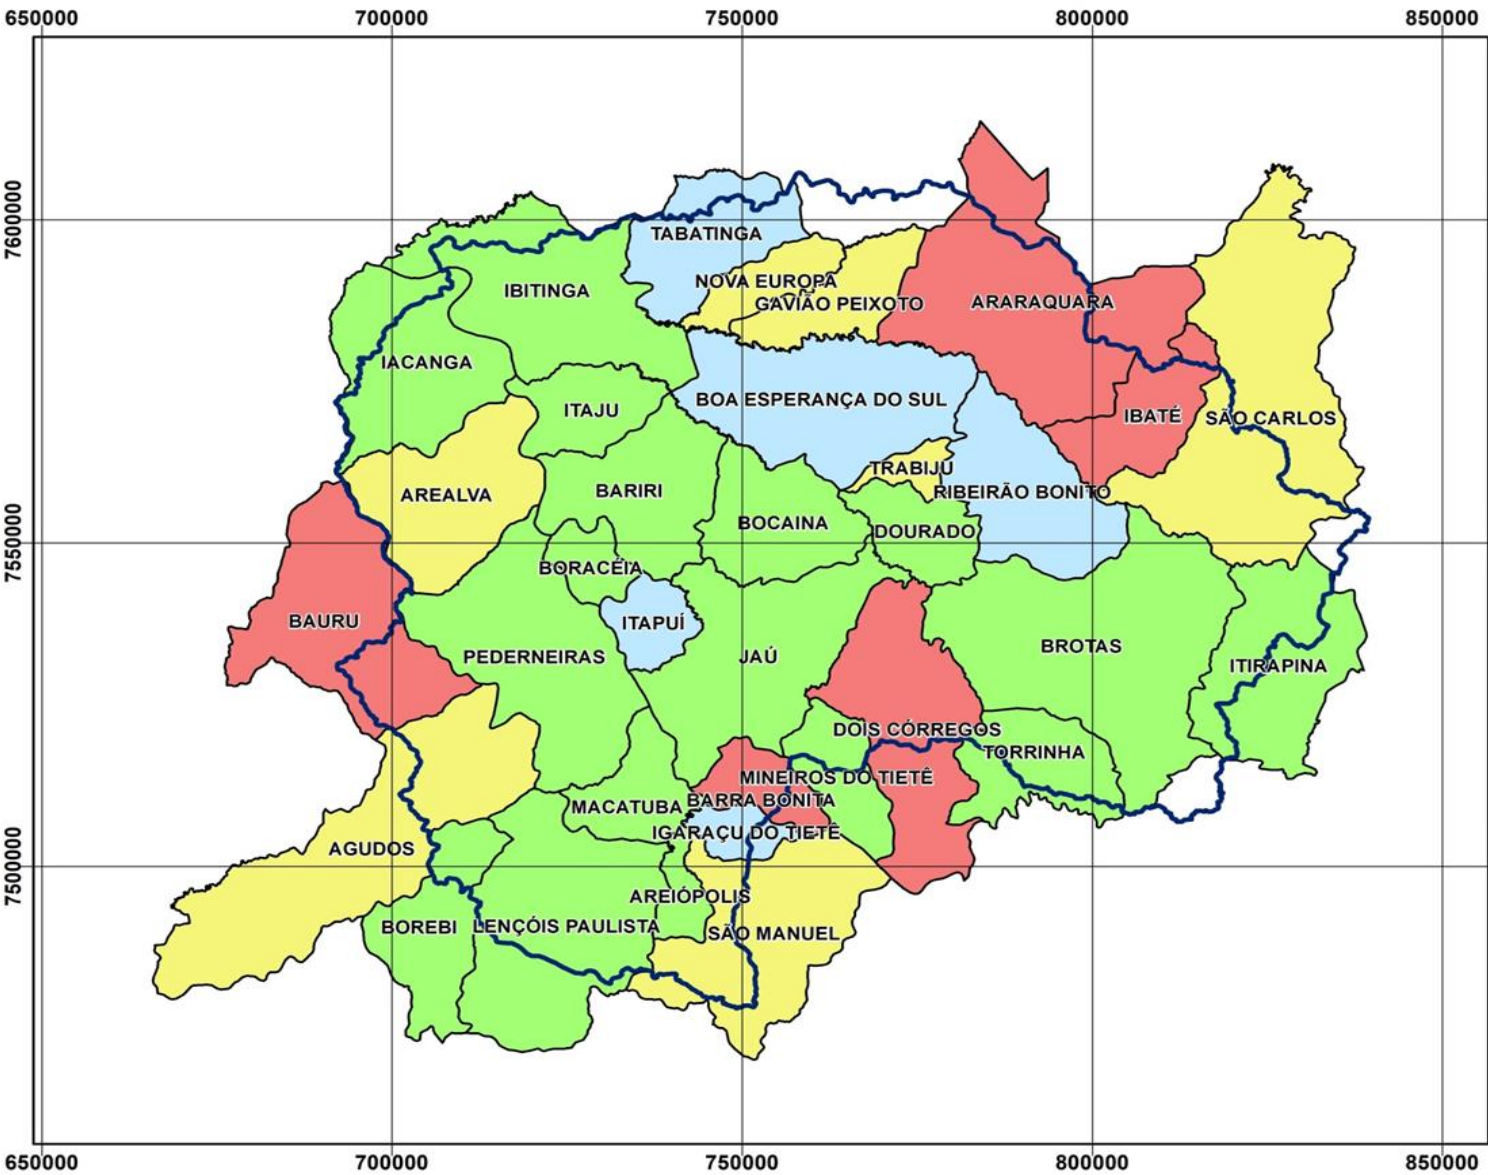 650000 700000 750000 800000 850000
7600000
TABATINGA
NOVA EUROPA
IBITINGA
GAVIÃO PEIXOTO
ARARAQUARA
IACANGA
BOA ESPERANÇA DO SUL
ITAJU
IBATÉ
SÃO CARLOS
TRABIJÚ
AREALVA
BARIRI
RIBEIRÃO BONITO
BOCAINA
DOURADO
7550000
BORACÉIA
BAURU
ITAPUÍ
BROTAS
PEDERNEIRAS
JAÚ
ITIRAPINA
DOIS CÓRREGOS
TORRINHA
MINEIROS DO TIETÊ
BARRA BONITA
MACATUBA
IGARAÇU DO TIETÊ
AGUDOS
7500000
AREIÓPOLIS
BOREBI
LENÇÓIS PAULISTA
SÃO MANUEL
650000 700000 750000 800000 850000